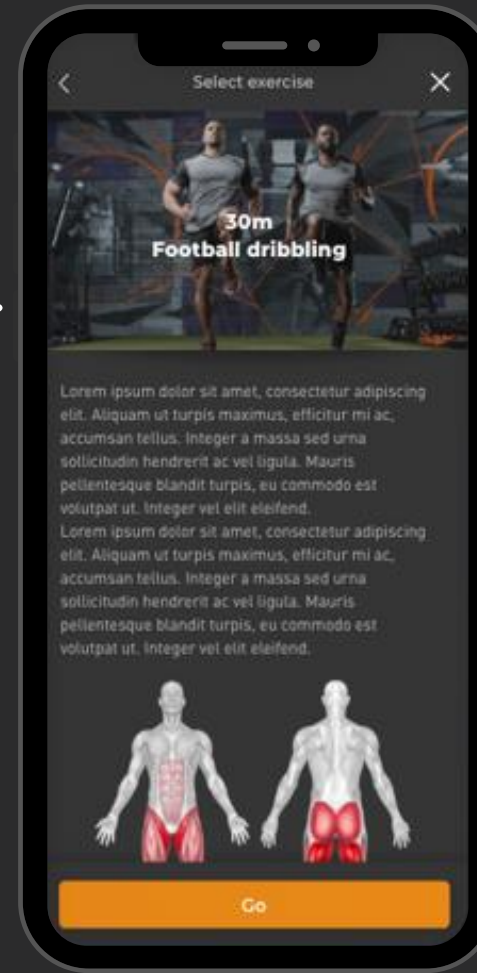 Select exercise
30m
Football dribbling
Lorem ipsum dolor sit amet, consectetur adipiscing
elit. Aliquam ut turpis maximus, efficitur mi ac,
accumsan tellus. Integer a massa sed urna
sollicitudin hendrerit ac vel ligula. Mauris
pellentesque blandit turpis, eu commodo est
volutpat ut. Integer vel elit eleifend.
Lorem ipsum dolor sit amet, consectetur adipiscing
elit. Aliquam ut turpis maximus, efficitur mi ac,
accumsan tellus. Integer a massa sed urna
sollicitudin hendrerit ac vel ligula. Mauris
pellentesque blandit turpis, eu commodo est
volutpat ut. Integer vel elit eleifend.
Go